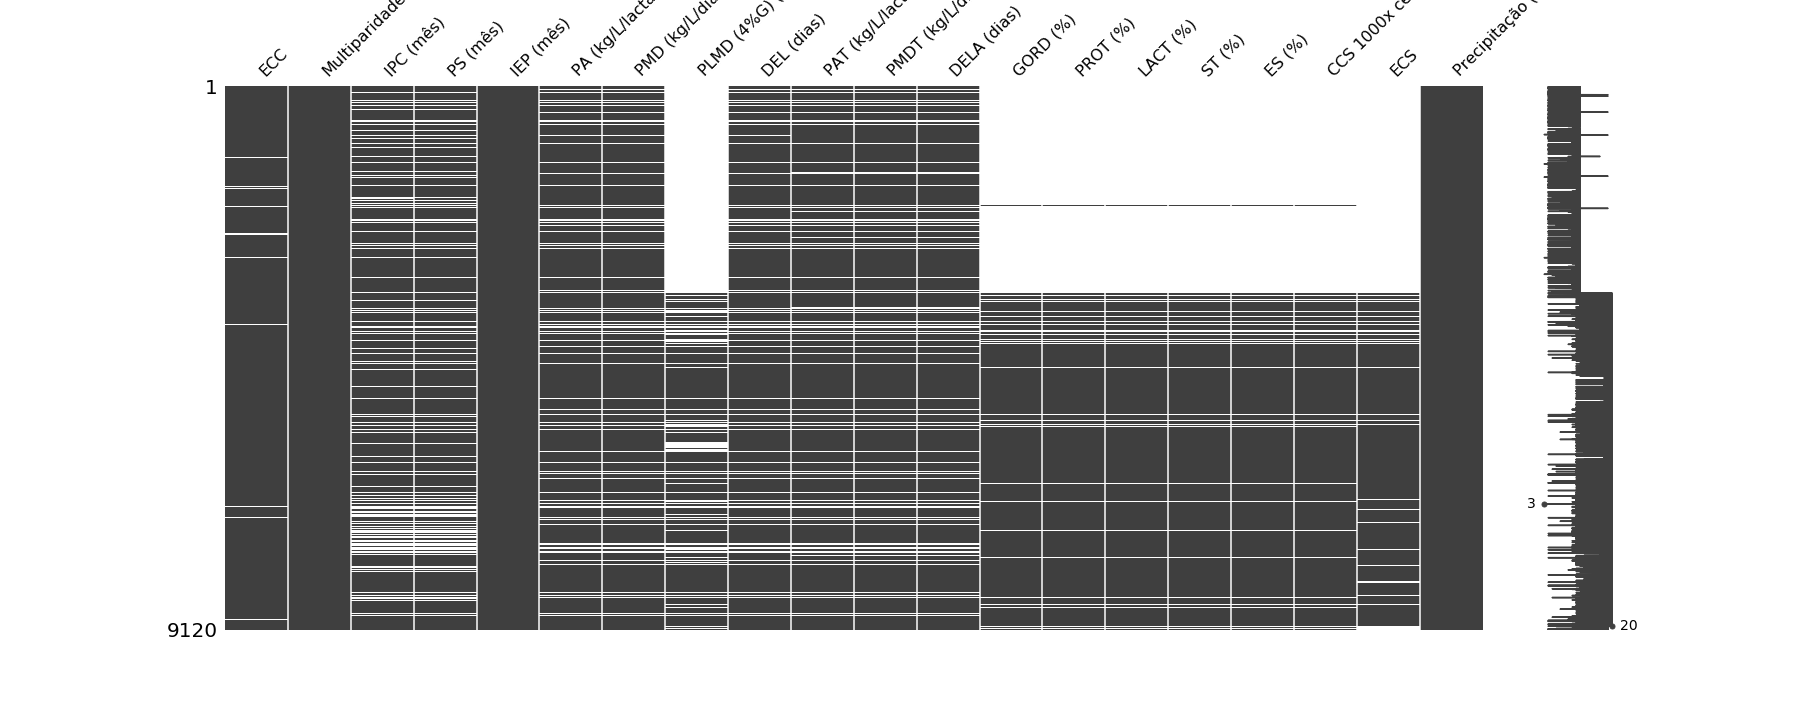 ECC
Multiparidade
IPC (mês)
PS (mês)
IEP (mês)
PA (kg/L/lacta
PMD (kg/L/dia
PLMD (4%G) (
DEL (dias)
PAT (kg/L/lac
PMDT (kg/L/d
DELA (dias)
GORD (%)
PROT (%)
LACT (%)
ST (%)
ES (%)
CCS 1000x ce
ECS
Precipitação (
1
3
9120
20